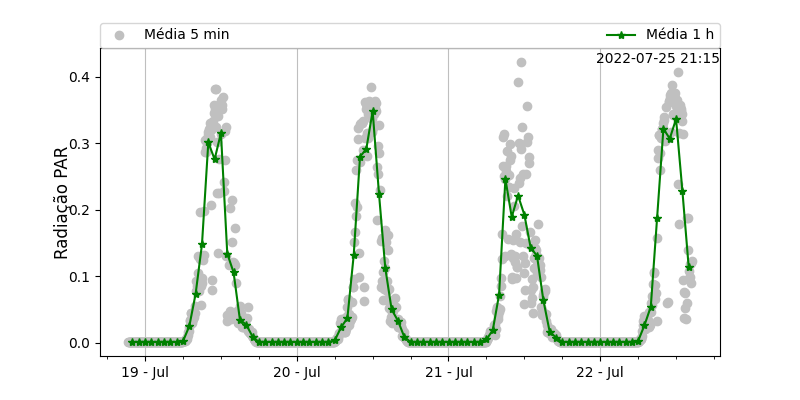 Média 5 min
Média 1 h
2022-07-25 21:15
Radiação PAR
0.4
0.3
0.2
0.1
0.0
19 - Jul
20 - Jul
21 - Jul
22 - Jul